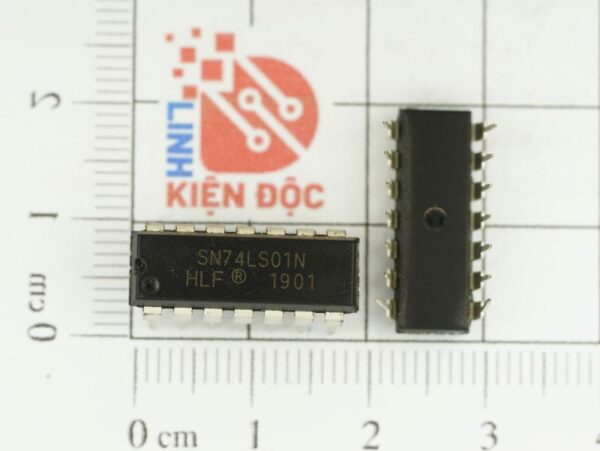 LINH
KIỆN ĐỘC
5
1
0 cm
SN74LS01N
HLF ® 1901
0 cm 1 2 3